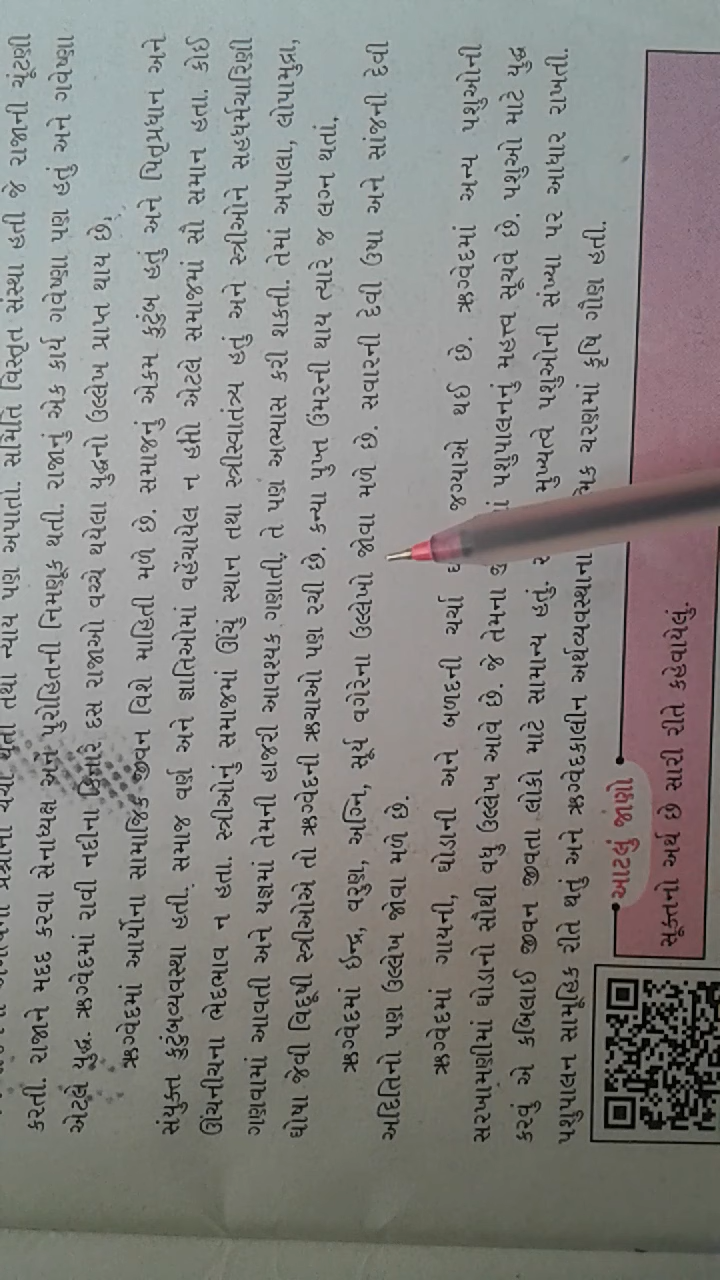 પણ અપાતો. સમિતિ વિસ્તૃત સંસ્થા હતી જે રાજાની ચૂંટણી
કરતી. રાજાને મદદ કરવા સેનાધ્યક્ષ અને પુરોહિતની નિમણૂક થતી. રાજાનું એક કાર્ય ગવેષણા પણ હતું અને ગવેષણા
એટલે યુદ્ધ. ઋગ્વેદમાં રાવી નદીના કિનારે દસ રાજાઓ વચ્ચે થયેલા યુદ્ધનો ઉલ્લેખ પ્રાપ્ત થાય છે.
ઋગ્વેદમાં આર્યોના સામાજિક જીવન વિશે માહિતી મળે છે. સમાજનું એકમ કુટુંબ હતું અને પિતૃપ્રધાન અને
સંયુક્ત કુટુંબવ્યવસ્થા હતી. સમાજ વર્ણ અને જ્ઞાતિઓમાં વહેંચાયેલ ન હતો એટલે સમાજમાં સૌ સમાન હતા. કોઈ
ઊંચનીચના ભેદભાવ ન હતા. સ્ત્રીઓનું સમાજમાં ઊંચું સ્થાન તથા સ્ત્રીસ્વાતંત્ર્ય હતું અને સ્ત્રીઓને સહધર્મચારિણી
ગણવામાં આવતી અને યજ્ઞમાં તેમની હાજરી આવશ્યક ગણાતી. તે પણ અભ્યાસ કરી શકતી. તેમાં અપાલા, લોપામુદ્રા,
ઘોષા જેવી વિદુષી સ્ત્રીઓએ તો ઋગ્વેદની ઋચાઓ પણ રચી છે. કન્યા પુખ્ત ઉંમરની થાય ત્યારે જ લગ્ન થતાં.
ઋગ્વેદમાં ઈન્દ્ર, વરુણ, અગ્નિ, સૂર્ય વગેરેના ઉલ્લેખો જોવા મળે છે. સવારની દેવી ઉષા અને સાંજની દેવી
અદિતિનો પણ ઉલ્લેખ જોવા મળે છે.
ઋગ્વેદમાં ગાયની, ઘોડાની અને બળદની ચર્ચા જગ્યાએ થઈ છે. ઋગ્વેદમાં અન્ય પશુઓની
સરખામણીમાં ઘોડાનો સૌથી વધુ ઉલ્લેખ આવે છે. જે તેમના પશુપાલનનું મહત્ત્વ સૂચવે છે. પશુઓ માટે યુદ્ધ
કરવું એ કબિલાઈ જીવન જીવતા લોકો માટે સામાન્ય હતું. મુખ્યત્વે પશુઓની સંખ્યા પર આધાર રાખતી.
પશુપાલન સામૂહિક રીતે થતું અને ઋગ્વેદકાલીન અર્થવ્યવસ્થાના ચરણમાં કૃષિ ગૌણ હતી.
આટલું જાણો
સૂક્તનો અર્થ છે સારી રીતે કહેવાયેલું.